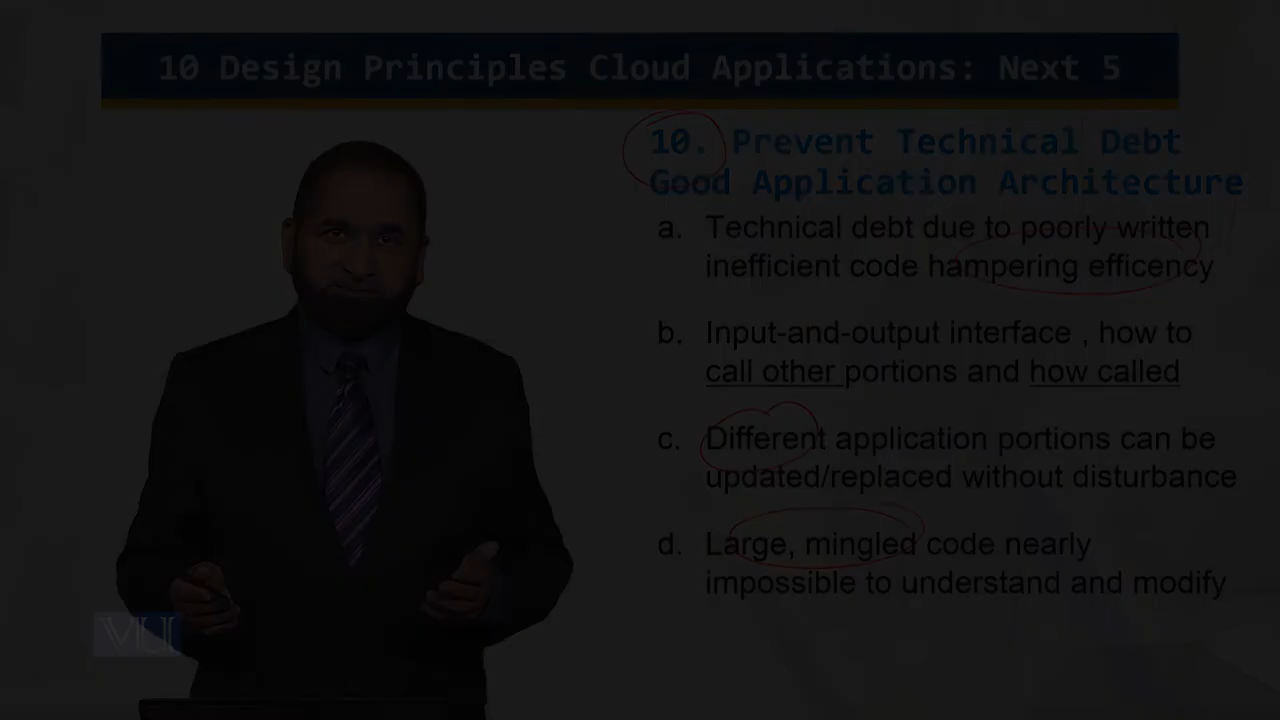 10 Design Principles Cloud Applications: Next 5
10. Prevent Technical Debt
Good Application Architecture
a. Technical debt due to poorly written
inefficient code hampering efficency
b. Input-and-output interface , how to
call other portions and how called
c. Different application portions can be
updated/replaced without disturbance
d. Large, mingled code nearly
impossible to understand and modify
VU